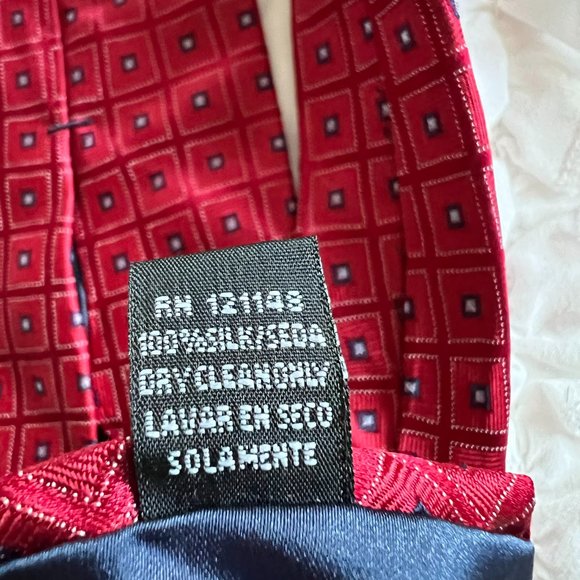 RN 121148
100%SILK/SEDA
DRY CLEAN ONLY
LAVAR EN SECO
SOLAMENTE